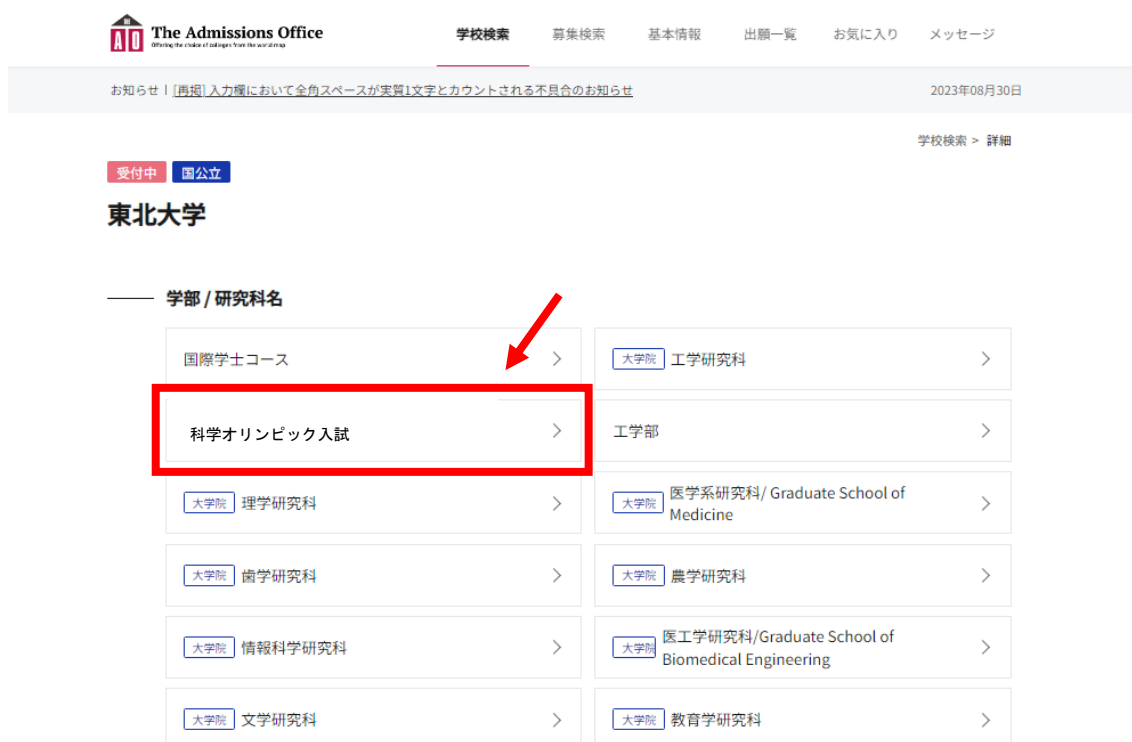 The Admissions Office
Offering the choice of colleges from the world map
学校検索 募集検索 基本情報 出願一覧 お気に入り メッセージ
お知らせ | [再掲] 入力欄において全角スペースが実質1文字とカウントされる不具合のお知らせ 2023年08月30日
学校検索 > 詳細
受付中 国公立
東北大学
学部 / 研究科名
国際学士コース
大学院 工学研究科
科学オリンピック入試
工学部
大学院 理学研究科
大学院 医学系研究科/ Graduate School of
Medicine
大学院 歯学研究科
大学院 農学研究科
大学院 情報科学研究科
大学院 医工学研究科/Graduate School of
Biomedical Engineering
大学院 文学研究科
大学院 教育学研究科